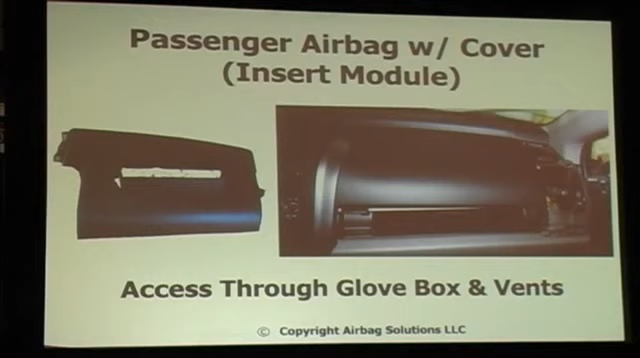 Passenger Airbag w/ Cover
(Insert Module)
Access Through Glove Box & Vents
© Copyright Airbag Solutions LLC